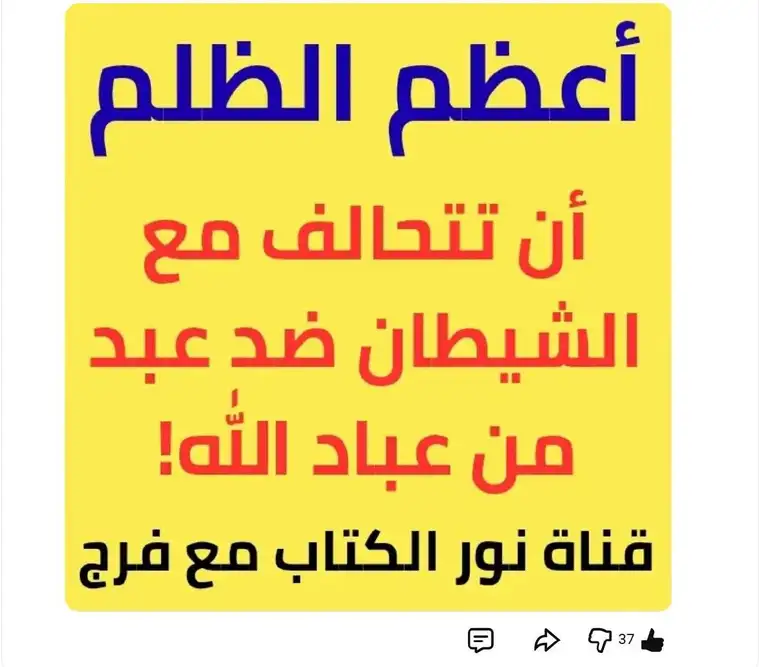 أعظم الظلم
أن تتحالف مع
الشيطان ضد عبد
من عباد اللّٰه!
قناة نور الكتاب مع فرج
37